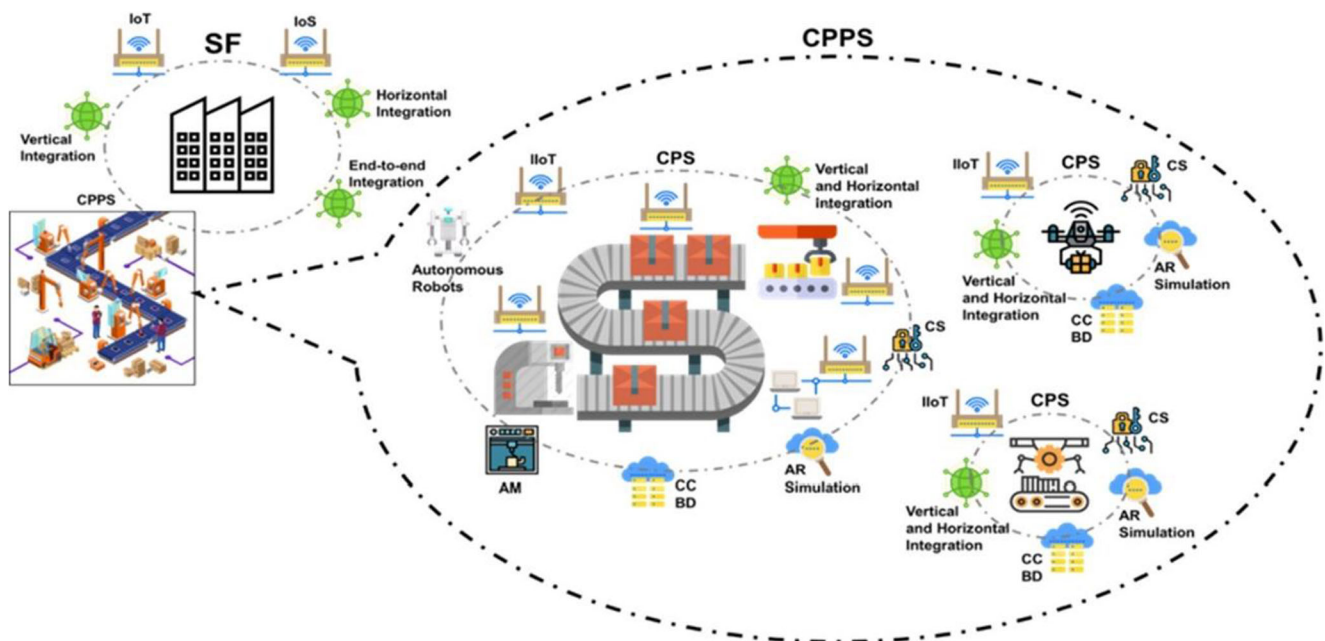 IoT
IoS
SF
Horizontal
Integration
Vertical
Integration
End-to-end
Integration
CPPS
CPPS
CPS
IIoT
Vertical
and Horizontal
Integration
Autonomous
Robots
CS
AM
CC
BD
AR
Simulation
IIoT
CPS
CS
Vertical
and Horizontal
Integration
AR
Simulation
CC
BD
IIoT
CPS
CS
Vertical
and Horizontal
Integration
AR
Simulation
CC
BD